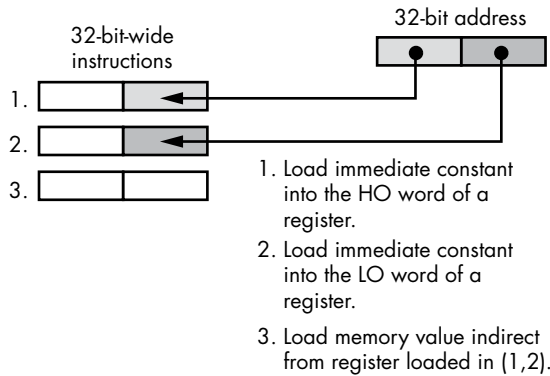 32-bit-wide
instructions
32-bit address
1.
2.
3.
1. Load immediate constant
into the HO word of a
register.
2. Load immediate constant
into the LO word of a
register.
3. Load memory value indirect
from register loaded in (1,2).